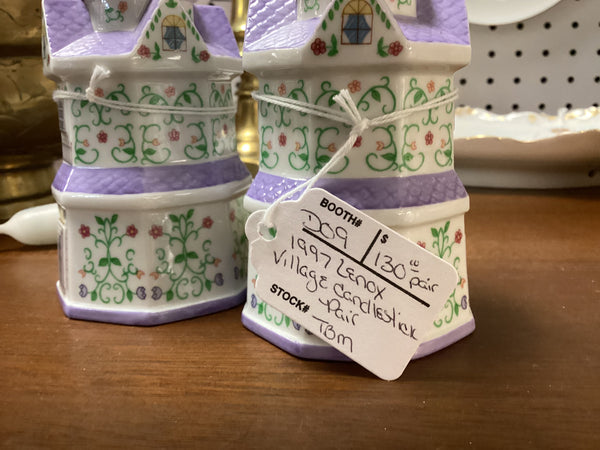 BOOTH# $
D09 130.00 pair
1997 Lenox
Village Candlestick
STOCK# Pair
TBM